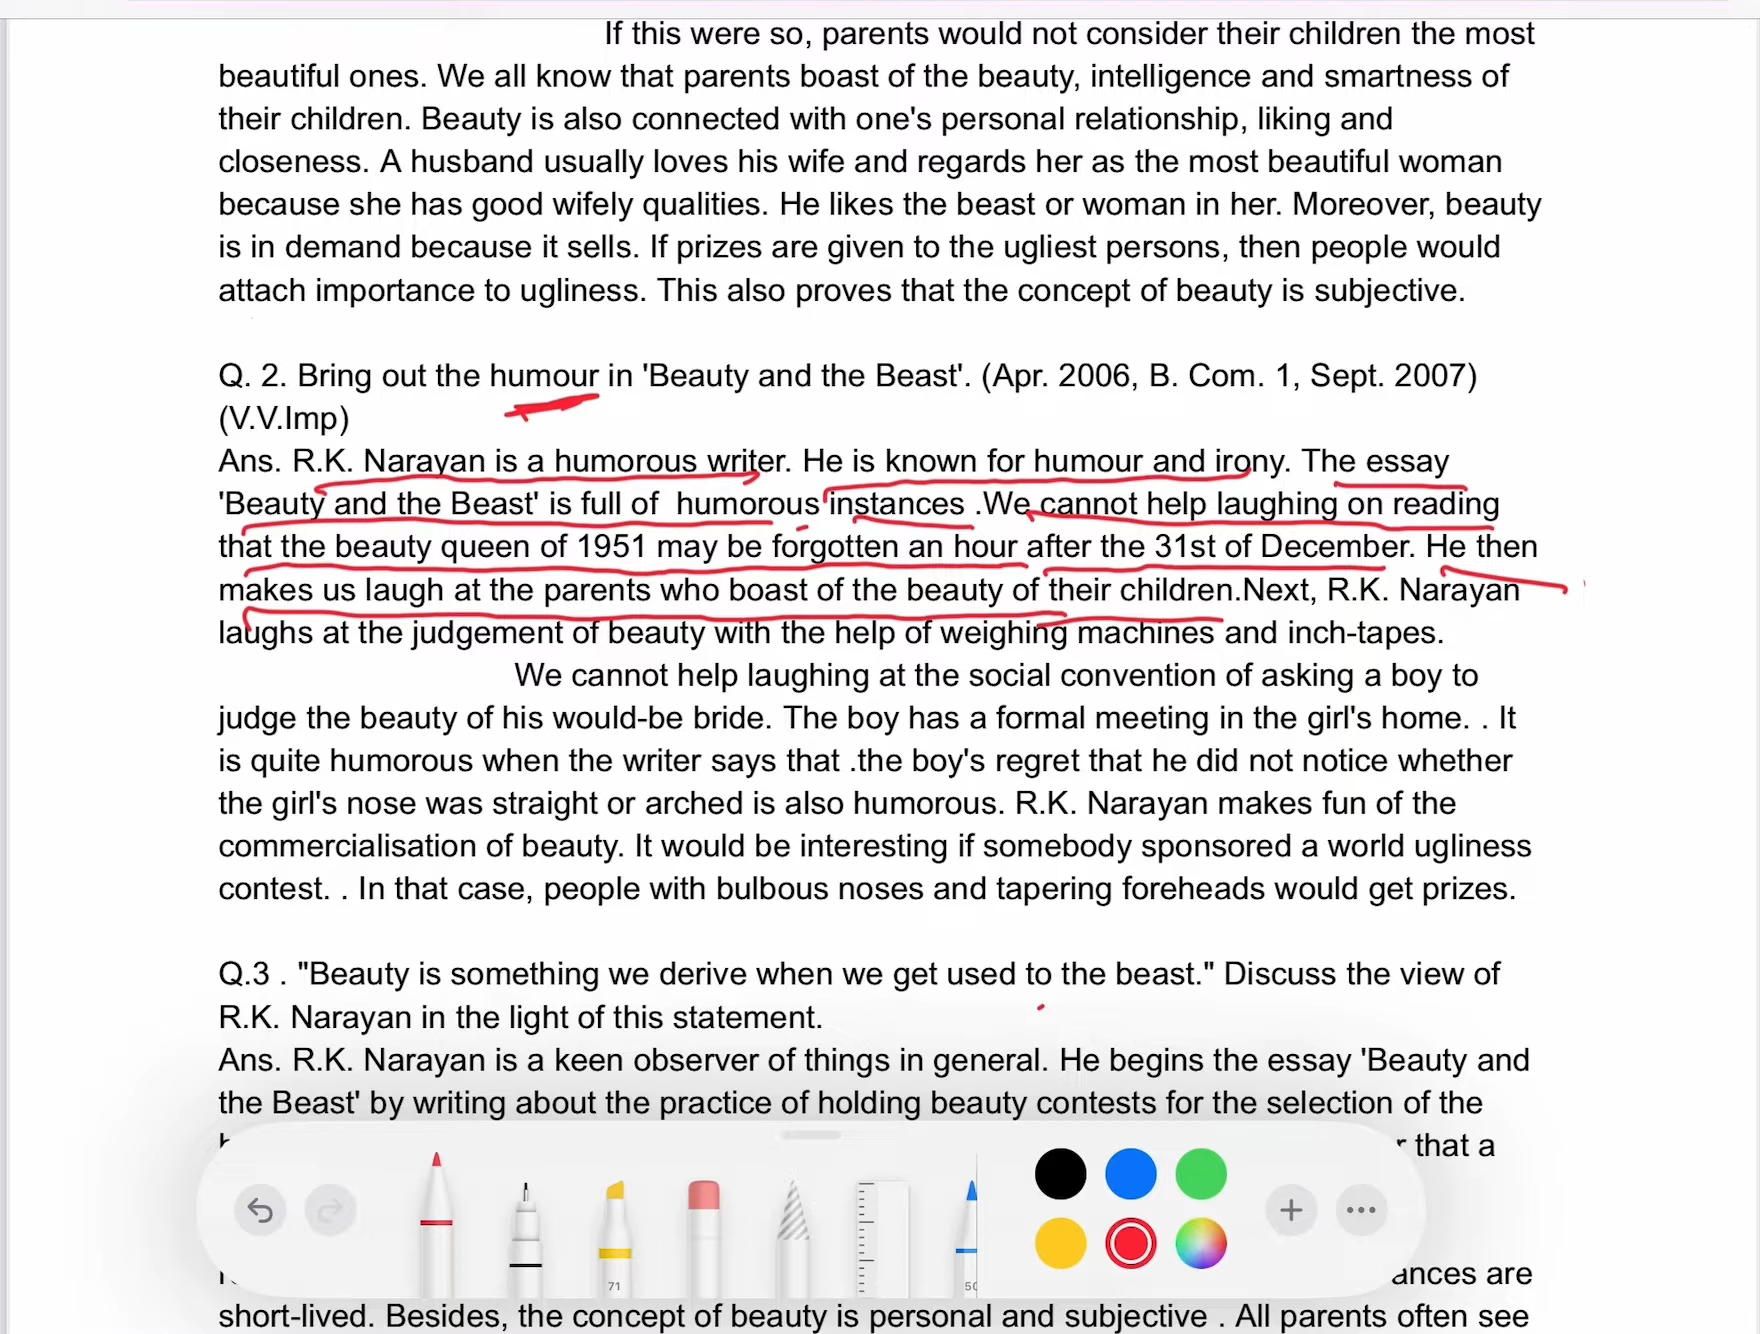 If this were so, parents would not consider their children the most
beautiful ones. We all know that parents boast of the beauty, intelligence and smartness of
their children. Beauty is also connected with one's personal relationship, liking and
closeness. A husband usually loves his wife and regards her as the most beautiful woman
because she has good wifely qualities. He likes the beast or woman in her. Moreover, beauty
is in demand because it sells. If prizes are given to the ugliest persons, then people would
attach importance to ugliness. This also proves that the concept of beauty is subjective.
Q. 2. Bring out the humour in 'Beauty and the Beast'. (Apr. 2006, B. Com. 1, Sept. 2007)
(V.V.Imp)
Ans. R.K. Narayan is a humorous writer. He is known for humour and irony. The essay
'Beauty and the Beast' is full of  humorous instances .We cannot help laughing on reading
that the beauty queen of 1951 may be forgotten an hour after the 31st of December. He then
makes us laugh at the parents who boast of the beauty of their children.Next, R.K. Narayan
laughs at the judgement of beauty with the help of weighing machines and inch-tapes.
We cannot help laughing at the social convention of asking a boy to
judge the beauty of his would-be bride. The boy has a formal meeting in the girl's home. . It
is quite humorous when the writer says that .the boy's regret that he did not notice whether
the girl's nose was straight or arched is also humorous. R.K. Narayan makes fun of the
commercialisation of beauty. It would be interesting if somebody sponsored a world ugliness
contest. . In that case, people with bulbous noses and tapering foreheads would get prizes.
Q.3 . "Beauty is something we derive when we get used to the beast." Discuss the view of
R.K. Narayan in the light of this statement.
Ans. R.K. Narayan is a keen observer of things in general. He begins the essay 'Beauty and
the Beast' by writing about the practice of holding beauty contests for the selection of the
that a
71
ances are
short-lived. Besides, the concept of beauty is personal and subjective . All parents often see